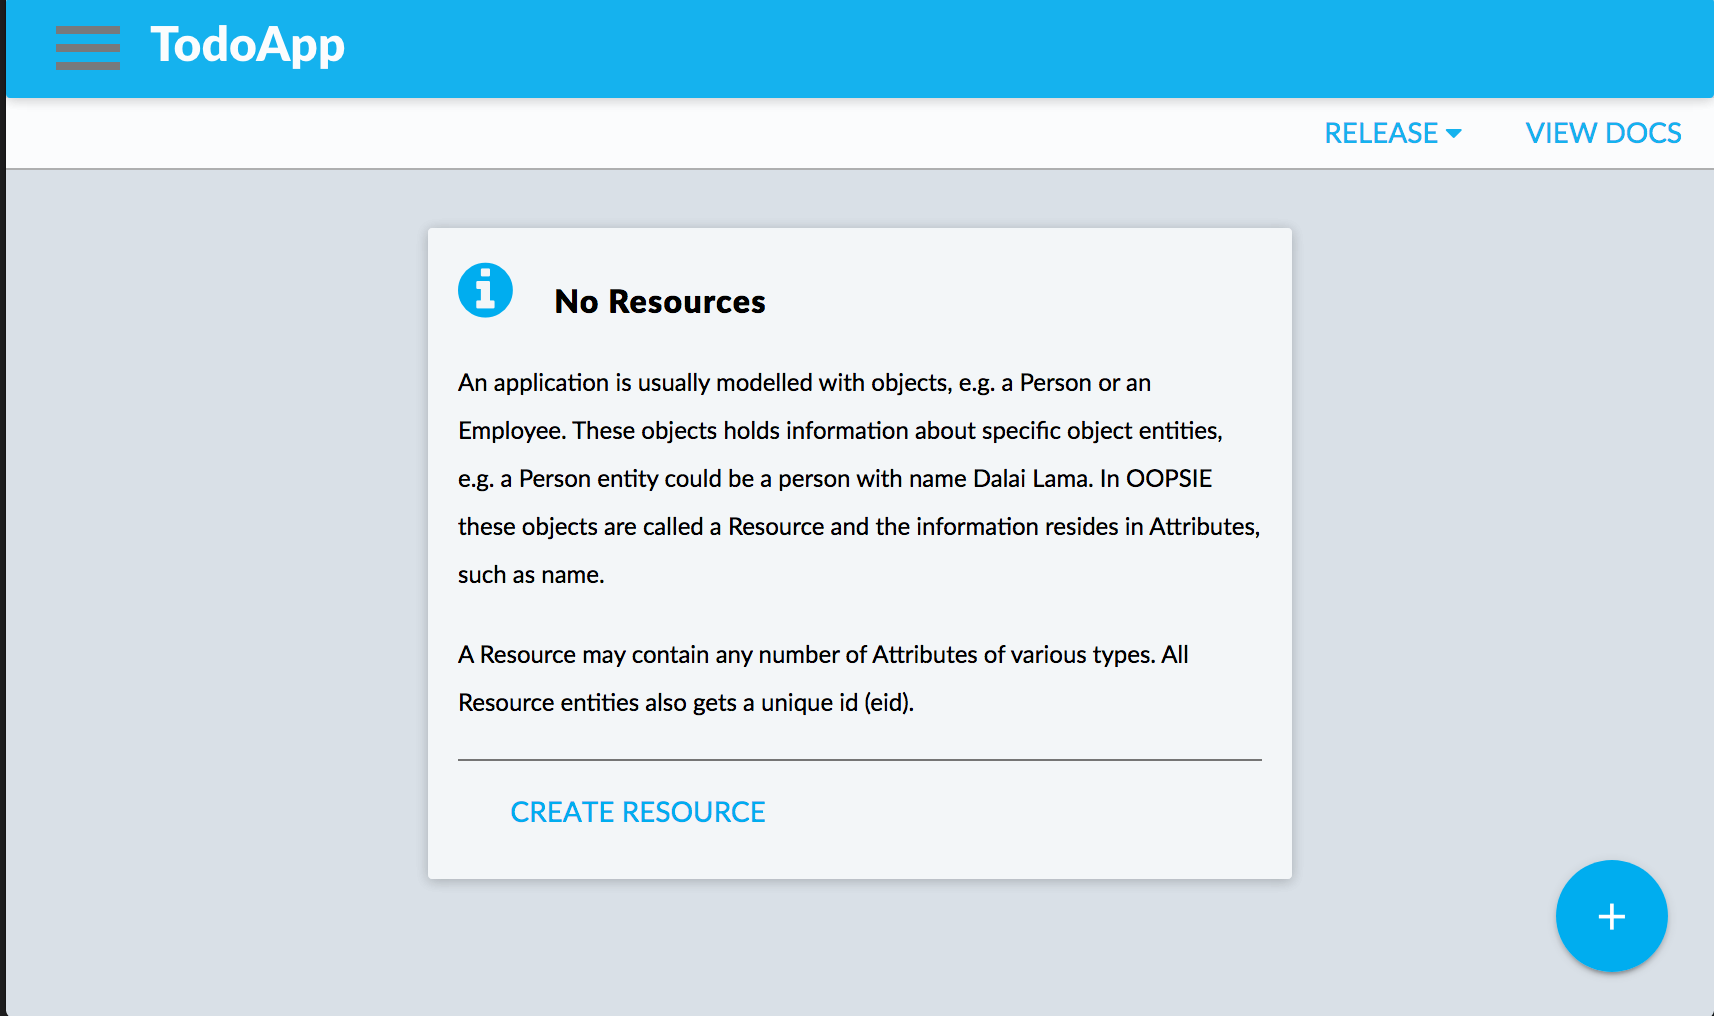 TodoApp
RELEASE
VIEW DOCS
No Resources
An application is usually modelled with objects, e.g. a Person or an
Employee. These objects holds information about specific object entities,
e.g. a Person entity could be a person with name Dalai Lama. In OOPSIE
these objects are called a Resource and the information resides in Attributes,
such as name.
A Resource may contain any number of Attributes of various types. All
Resource entities also gets a unique id (eid).
CREATE RESOURCE
+